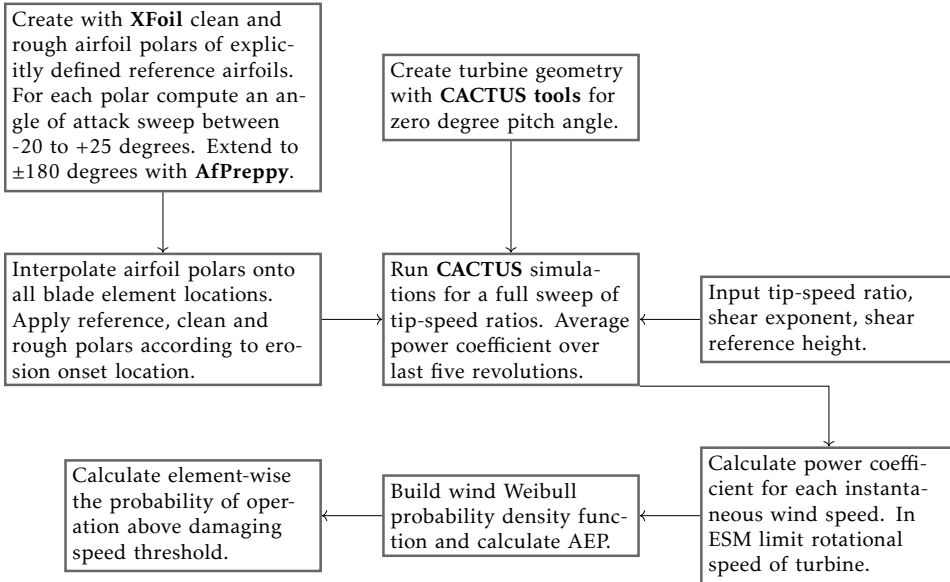 Create with XFoil clean and
rough airfoil polars of explic-
itly defined reference airfoils.
For each polar compute an an-
gle of attack sweep between
-20 to +25 degrees. Extend to
±180 degrees with AfPreppy.
Create turbine geometry
with CACTUS tools for
zero degree pitch angle.
Interpolate airfoil polars onto
all blade element locations.
Apply reference, clean and
rough polars according to ero-
sion onset location.
Run CACTUS simula-
tions for a full sweep of
tip-speed ratios. Average
power coefficient over
last five revolutions.
Input tip-speed ratio,
shear exponent, shear
reference height.
Calculate element-wise
the probability of oper-
ation above damaging
speed threshold.
Build wind Weibull
probability density func-
tion and calculate AEP.
Calculate power coeffi-
cient for each instanta-
neous wind speed. In
ESM limit rotational
speed of turbine.